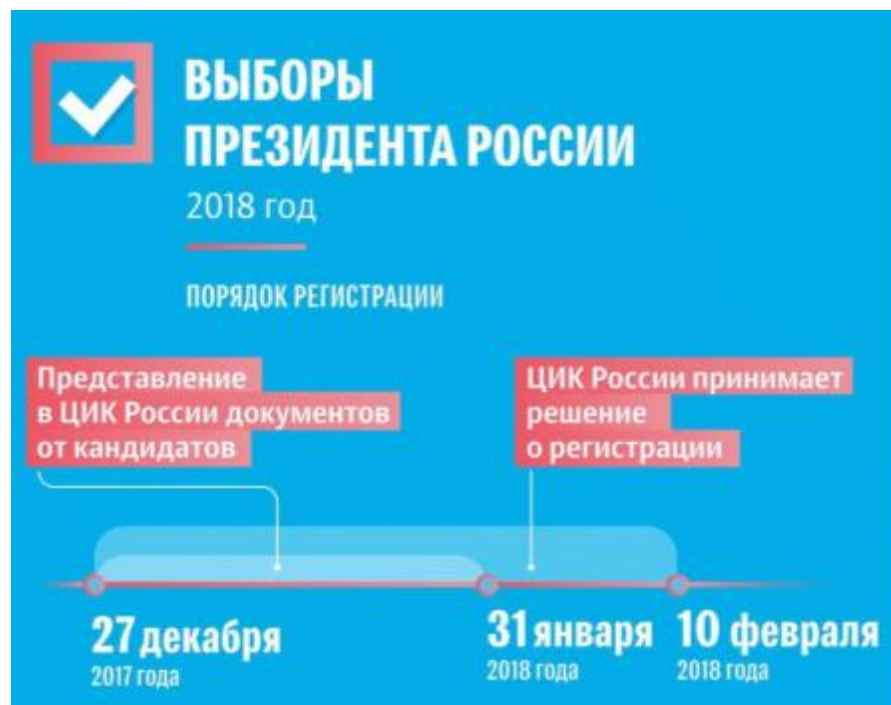 ВЫБОРЫ
ПРЕЗИДЕНТА РОССИИ
2018 год
ПОРЯДОК РЕГИСТРАЦИИ
Представление
в ЦИК России документов
от кандидатов
ЦИК России принимает
решение
о регистрации
27 декабря
2017 года
31 января
2018 года
10 февраля
2018 года